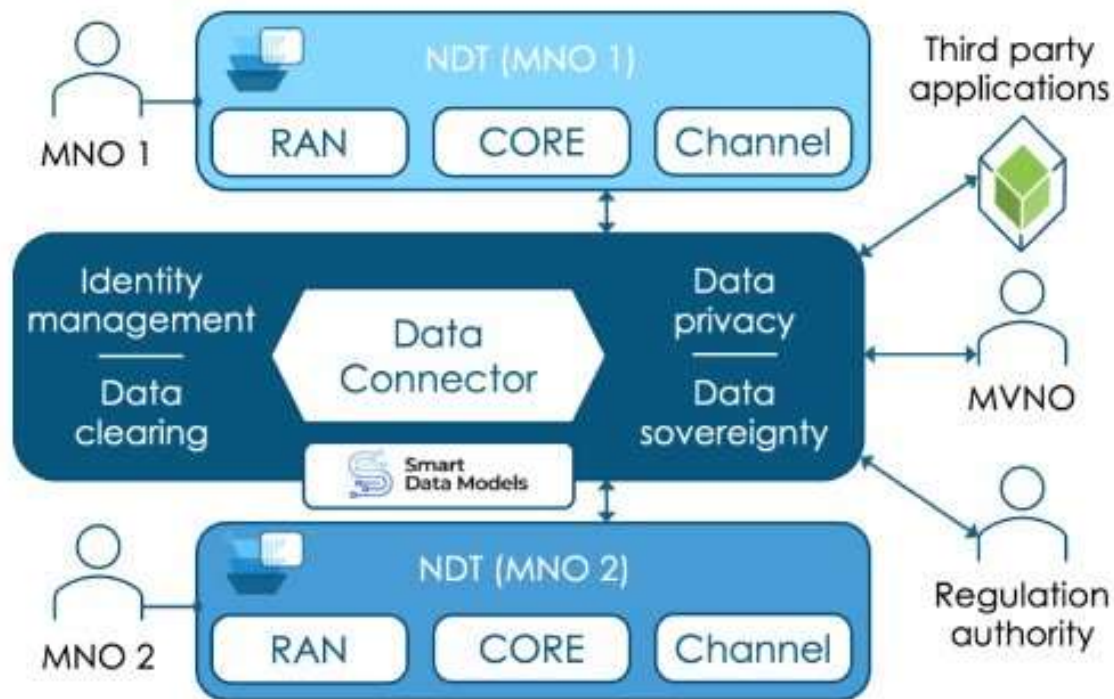 NDT (MNO 1)
RAN
CORE
Channel
MNO 1
Third party
applications
Identity
management
Data
clearing
Data
Connector
Data
privacy
Data
sovereignty
Smart
Data Models
MVNO
NDT (MNO 2)
RAN
CORE
Channel
MNO 2
Regulation
authority